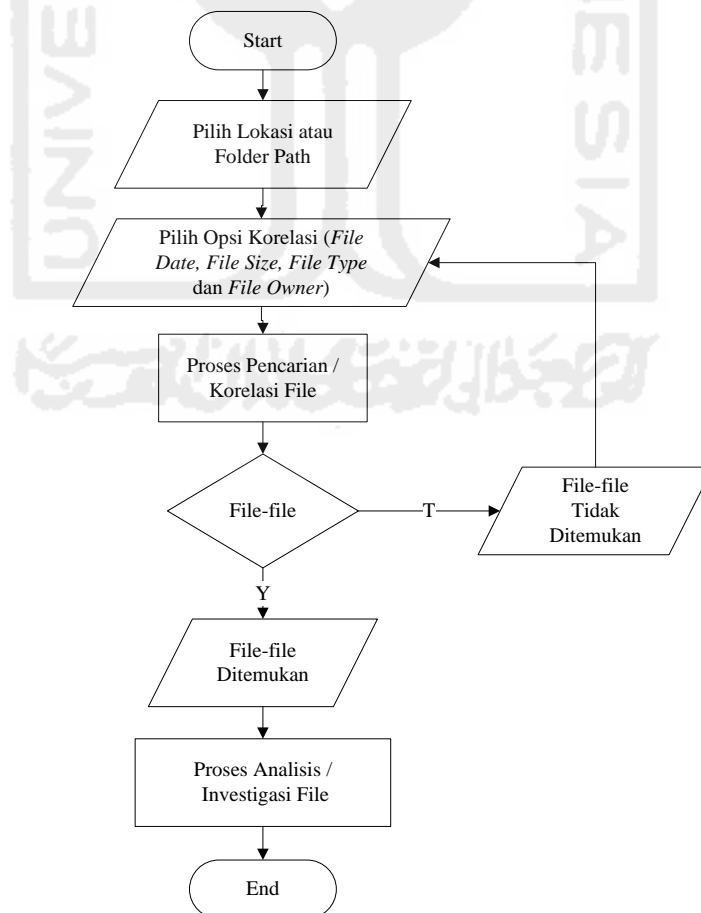 Start
Pilih Lokasi atau
Folder Path
Pilih Opsi Korelasi (File
Date, File Size, File Type
dan File Owner)
Proses Pencarian /
Korelasi File
File-file
T
File-file
Tidak
Ditemukan
Y
File-file
Ditemukan
Proses Analisis /
Investigasi File
End